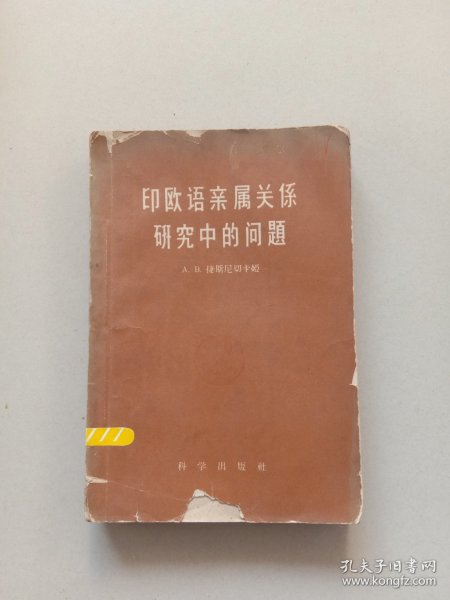 印欧语亲属关係
研究中的问題
A. B. 捷斯尼切卡娅
科学出版社
孔夫子旧书网
www.kongfz.com